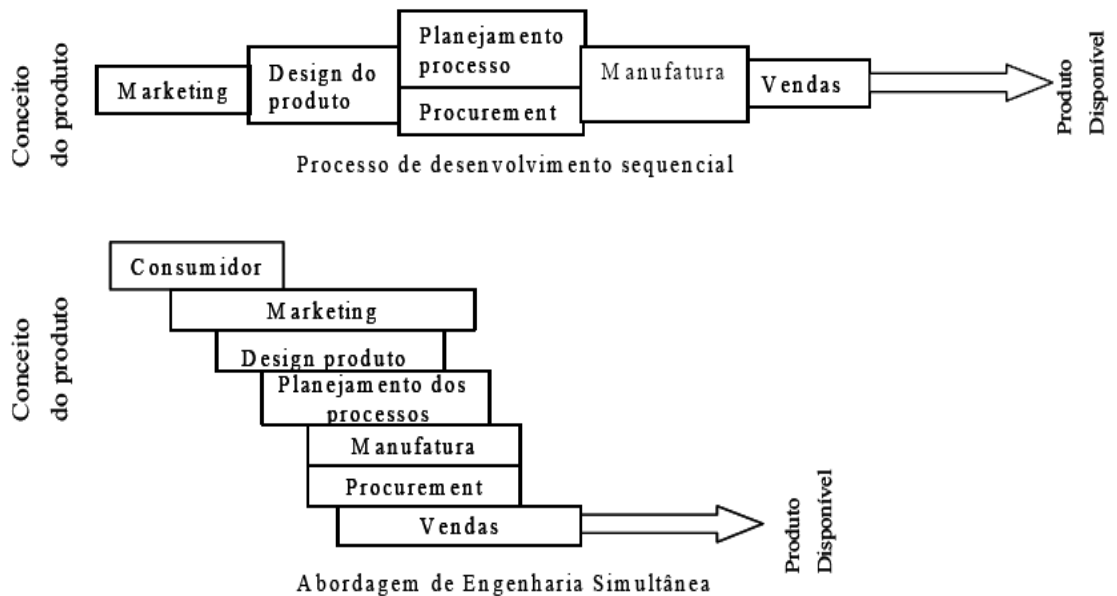 Conceito
do produto
Marketing
Design do
produto
Planejamento
processo
Procurement
Manufatura
Vendas
Produto
Disponível
Processo de desenvolvimento sequencial
Conceito
do produto
Consumidor
Marketing
Design produto
Planejamento dos
processos
Manufatura
Procurement
Vendas
Produto
Disponível
Abordagem de Engenharia Simultânea